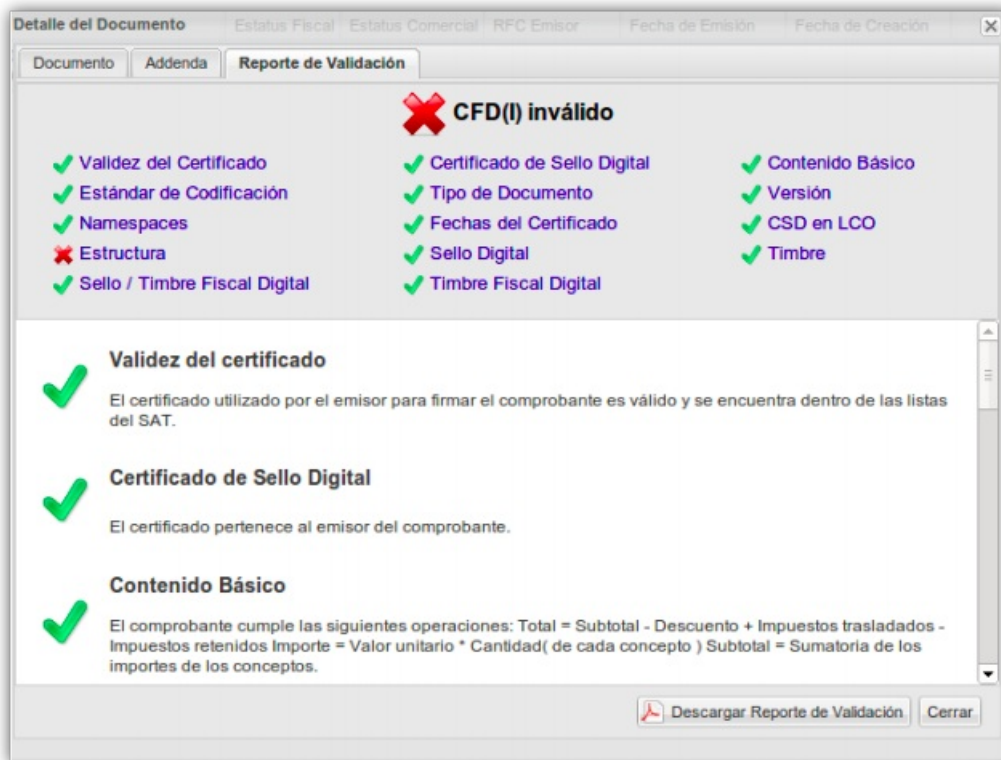 Detalle del Documento Estatus Fiscal Estatus Comercial RFC Emisor Fecha de Emisión Fecha de Creación
Documento Addenda Reporte de Validación
CFD(I) inválido
Validez del Certificado Certificado de Sello Digital Contenido Básico
Estándar de Codificación Tipo de Documento Versión
Namespaces Fechas del Certificado CSD en LCO
Estructura Sello Digital Timbre
Sello / Timbre Fiscal Digital Timbre Fiscal Digital
Validez del certificado
El certificado utilizado por el emisor para firmar el comprobante es válido y se encuentra dentro de las listas
del SAT.
Certificado de Sello Digital
El certificado pertenece al emisor del comprobante.
Contenido Básico
El comprobante cumple las siguientes operaciones: Total = Subtotal - Descuento + Impuestos trasladados -
Impuestos retenidos Importe = Valor unitario * Cantidad( de cada concepto ) Subtotal = Sumatoria de los
importes de los conceptos.
Descargar Reporte de Validación Cerrar